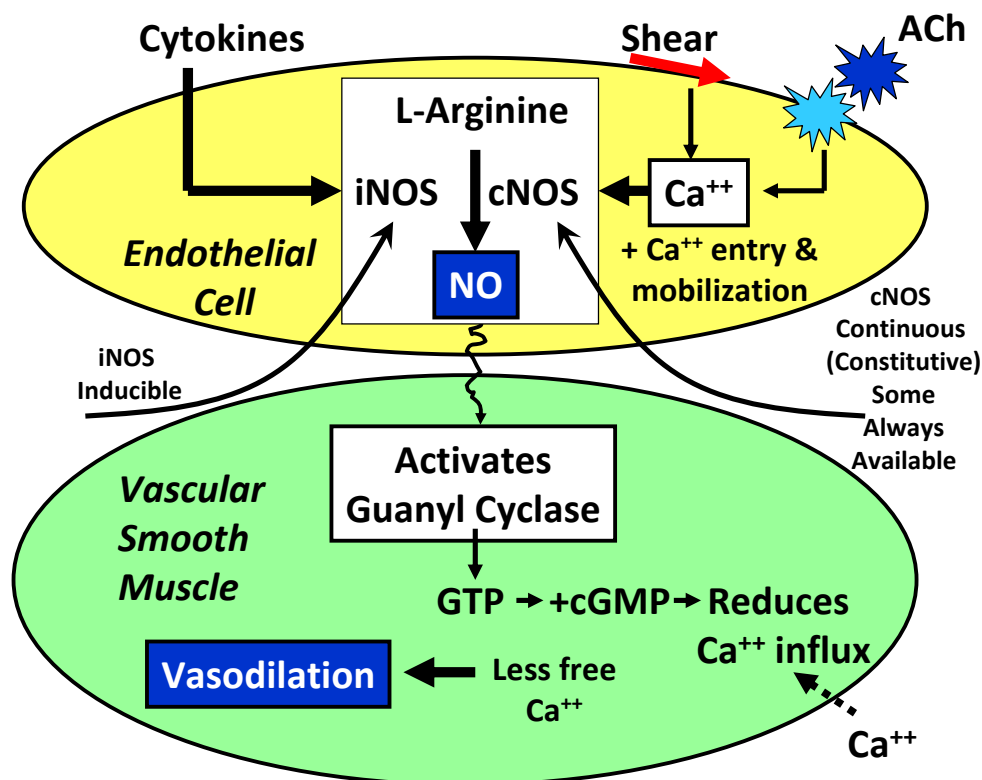 Cytokines
Shear
ACh
L-Arginine
iNOS
cNOS
Ca⁺⁺
Endothelial
Cell
NO
+ Ca⁺⁺ entry &
mobilization
iNOS
Inducible
cNOS
Continuous
(Constitutive)
Some
Always
Available
Activates
Guanyl Cyclase
Vascular
Smooth
Muscle
GTP
+cGMP
Reduces
Ca⁺⁺ influx
Vasodilation
Less free
Ca⁺⁺
Ca⁺⁺